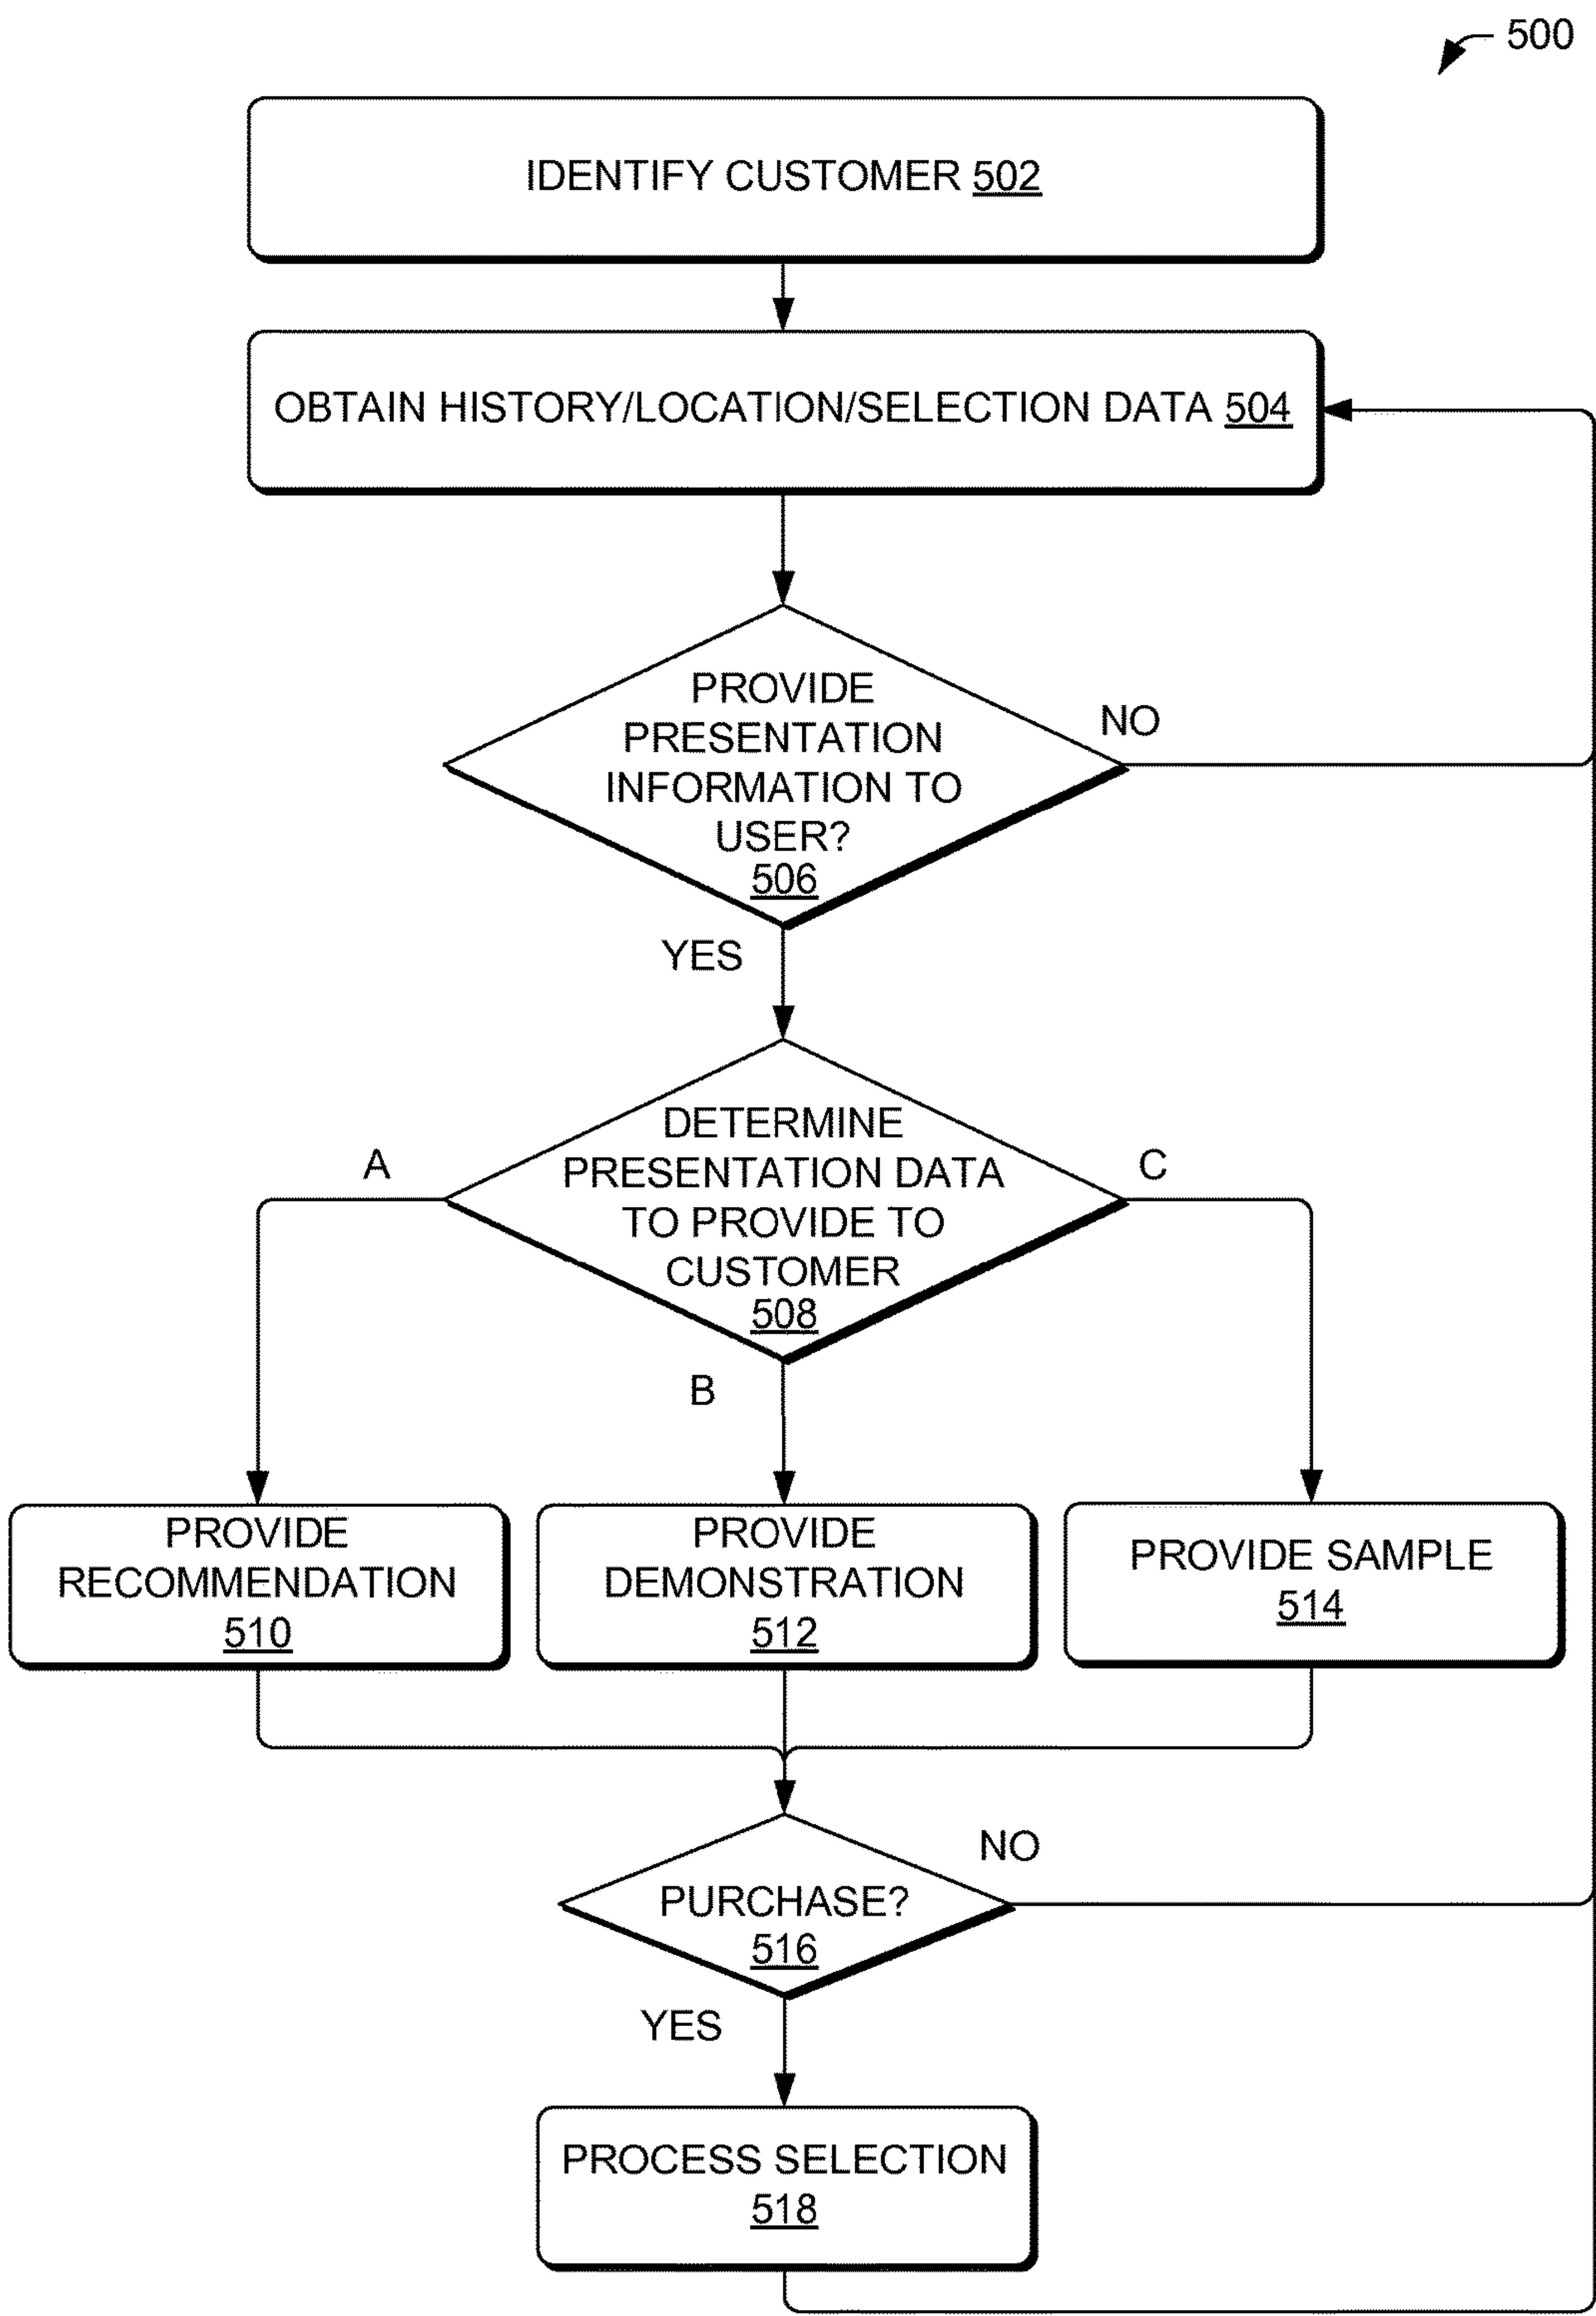 500
IDENTIFY CUSTOMER 502
OBTAIN HISTORY/LOCATION/SELECTION DATA 504
PROVIDE
PRESENTATION
INFORMATION TO
USER?
506
NO
YES
DETERMINE
PRESENTATION DATA
TO PROVIDE TO
CUSTOMER
508
A
C
B
PROVIDE
RECOMMENDATION
510
PROVIDE
DEMONSTRATION
512
PROVIDE SAMPLE
514
PURCHASE?
516
NO
YES
PROCESS SELECTION
518